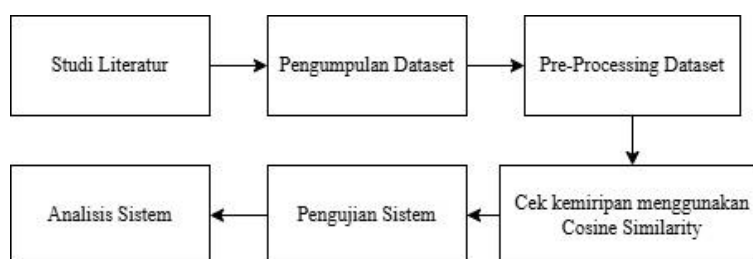 Studi Literatur
Pengumpulan Dataset
Pre-Processing Dataset
Cek kemiripan menggunakan
Cosine Similarity
Pengujian Sistem
Analisis Sistem